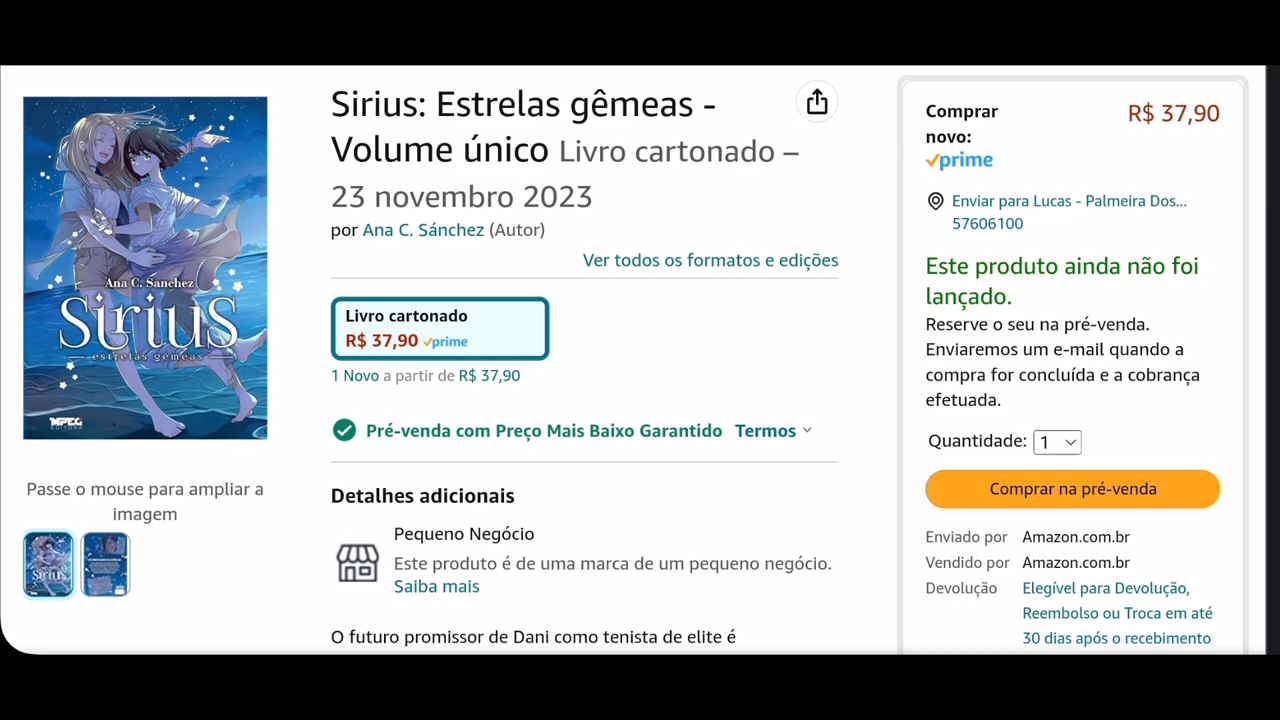 Ana C. Sanchez
Sirius
estrelas gêmeas
MPEG
EDITORA
Passe o mouse para ampliar a
imagem
Sirius: Estrelas gêmeas -
Volume único Livro cartonado –
23 novembro 2023
por Ana C. Sánchez (Autor)
Ver todos os formatos e edições
Livro cartonado
R$ 37,90 prime
1 Novo a partir de R$ 37,90
Pré-venda com Preço Mais Baixo Garantido Termos
Detalhes adicionais
Pequeno Negócio
Este produto é de uma marca de um pequeno negócio.
Saiba mais
O futuro promissor de Dani como tenista de elite é
Comprar R$ 37,90
novo:
prime
Enviar para Lucas - Palmeira Dos...
57606100
Este produto ainda não foi
lançado.
Reserve o seu na pré-venda.
Enviaremos um e-mail quando a
compra for concluída e a cobrança
efetuada.
Quantidade: 1
Comprar na pré-venda
Enviado por Amazon.com.br
Vendido por Amazon.com.br
Devolução Elegível para Devolução,
Reembolso ou Troca em até
30 dias após o recebimento